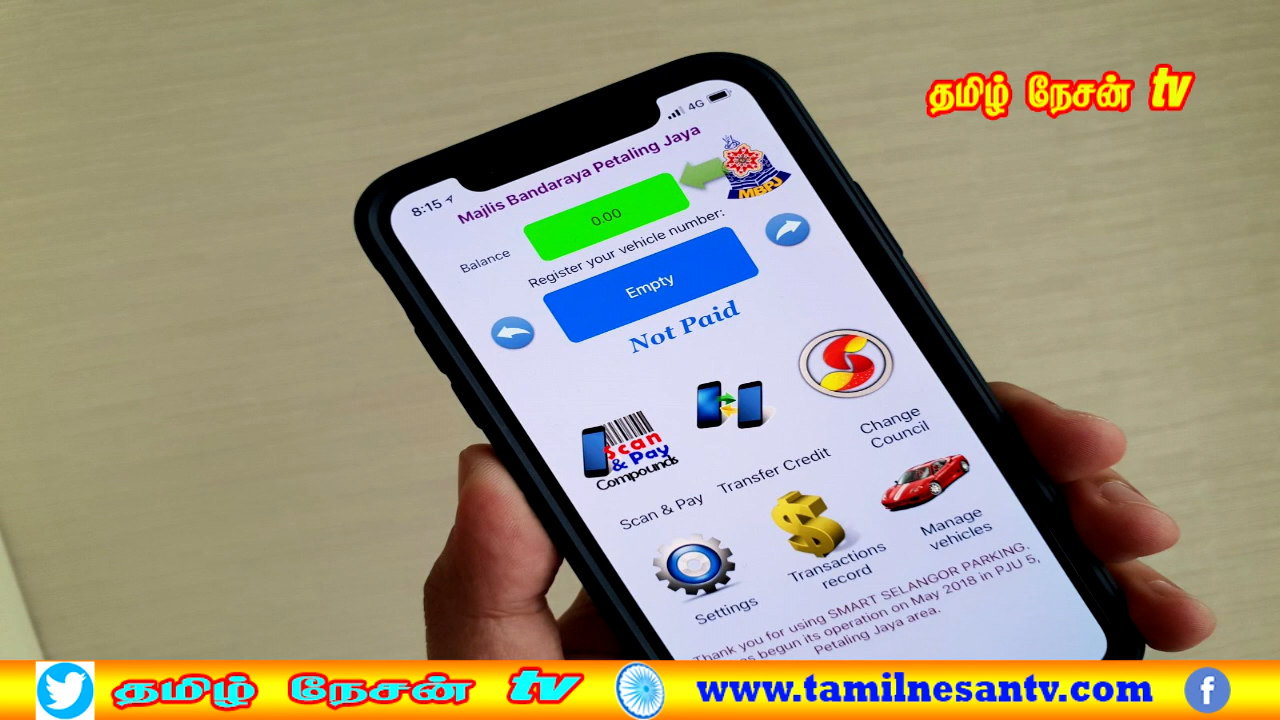 தமிழ் நேசன் tv
8:15
4G
Majlis Bandaraya Petaling Jaya
MBPJ
Balance
0.00
Register your vehicle number:
Empty
Not Paid
Scan
& Pay
Compounds
Scan & Pay
Transfer Credit
Change
Council
Settings
Transactions
record
Manage
vehicles
Thank you for using SMART SELANGOR PARKING.
begun its operation on May 2018 in PJU 5,
Petaling Jaya area.
தமிழ் நேசன் tv
www.tamilnesantv.com